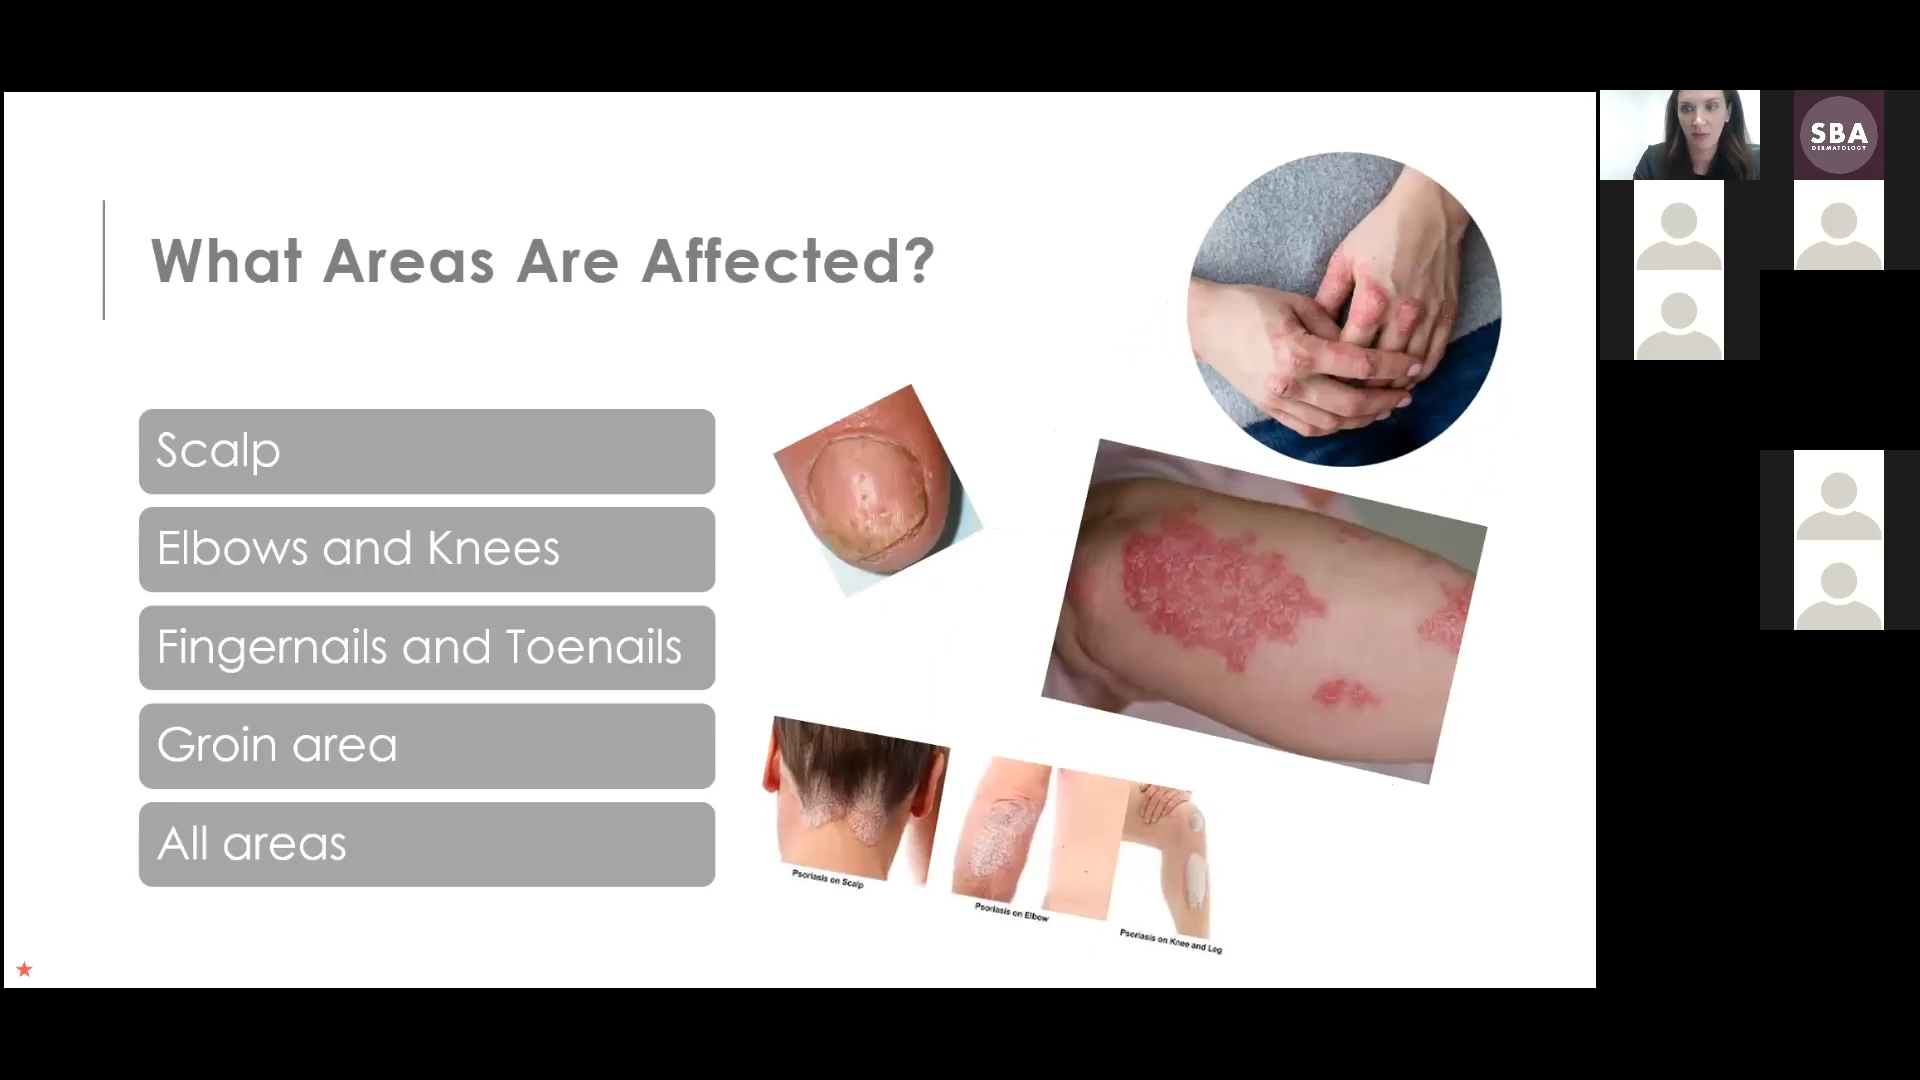 What Areas Are Affected?
Scalp
Elbows and Knees
Fingernails and Toenails
Groin area
All areas
Psoriasis on Scalp
Psoriasis on Elbow
Psoriasis on Knee and Leg
SBA
DERMATOLOGY